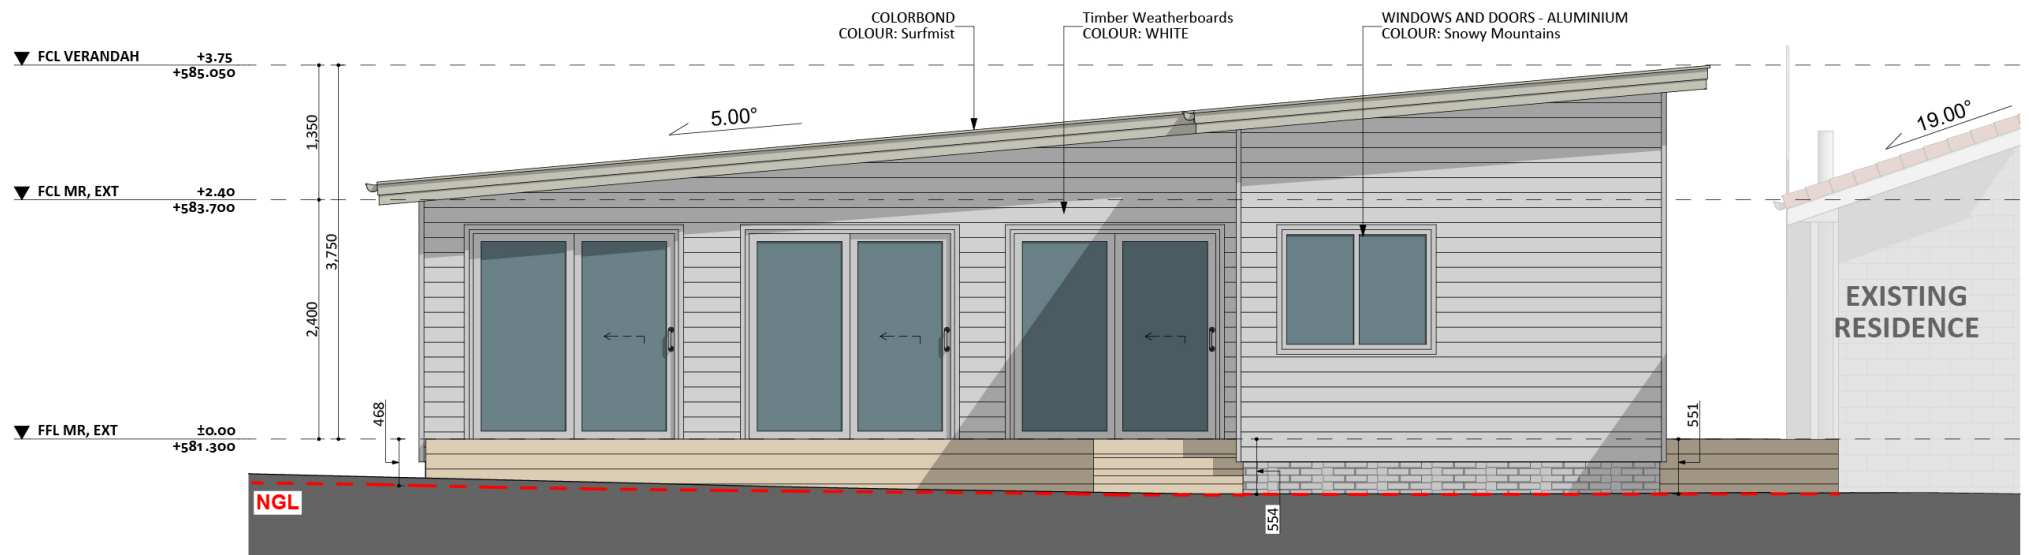 COLORBOND
COLOUR: Surfmist
Timber Weatherboards
COLOUR: WHITE
WINDOWS AND DOORS - ALUMINIUM
COLOUR: Snowy Mountains
FCL VERANDAH +3.75
+585.050
5.00°
19.00°
1,350
FCL MR, EXT +2.40
+583.700
3,750
2,400
EXISTING
RESIDENCE
468
551
FFL MR, EXT ±0.00
+581.300
NGL
554